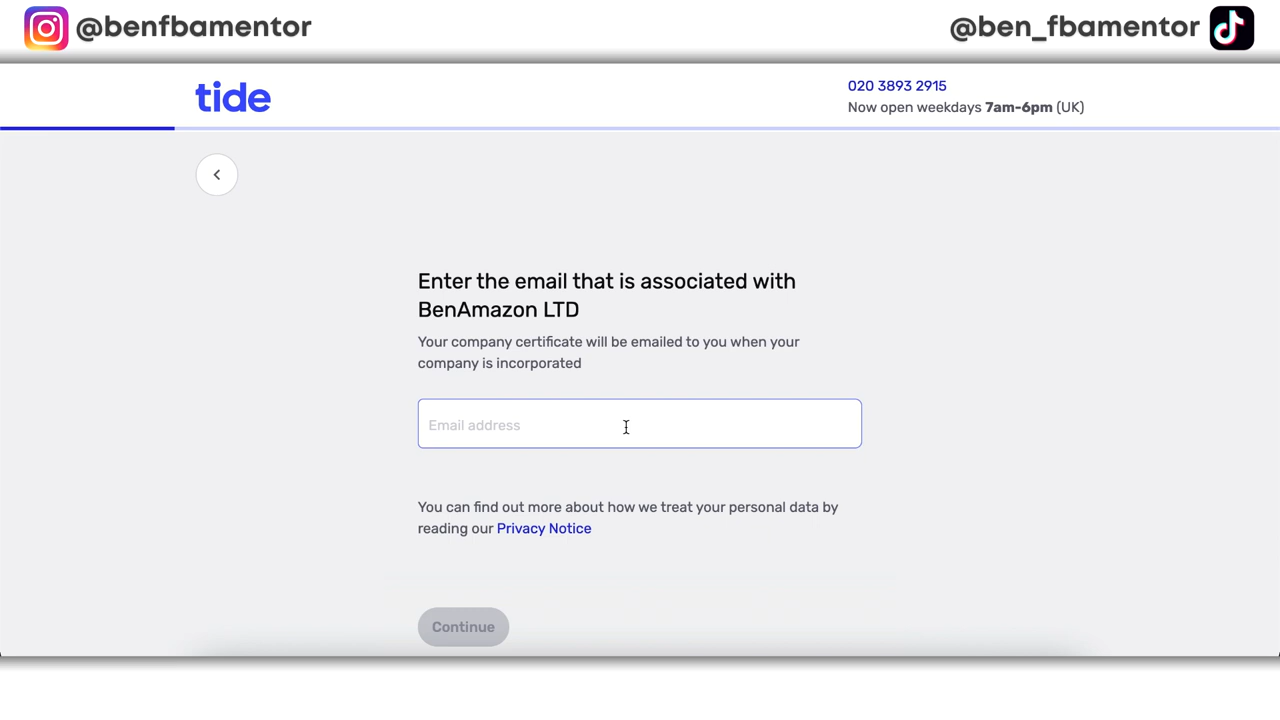 @benfbamentor
@ben_fbamentor
tide
020 3893 2915
Now open weekdays 7am-6pm (UK)
Enter the email that is associated with
BenAmazon LTD
Your company certificate will be emailed to you when your
company is incorporated
Email address
You can find out more about how we treat your personal data by
reading our Privacy Notice
Continue